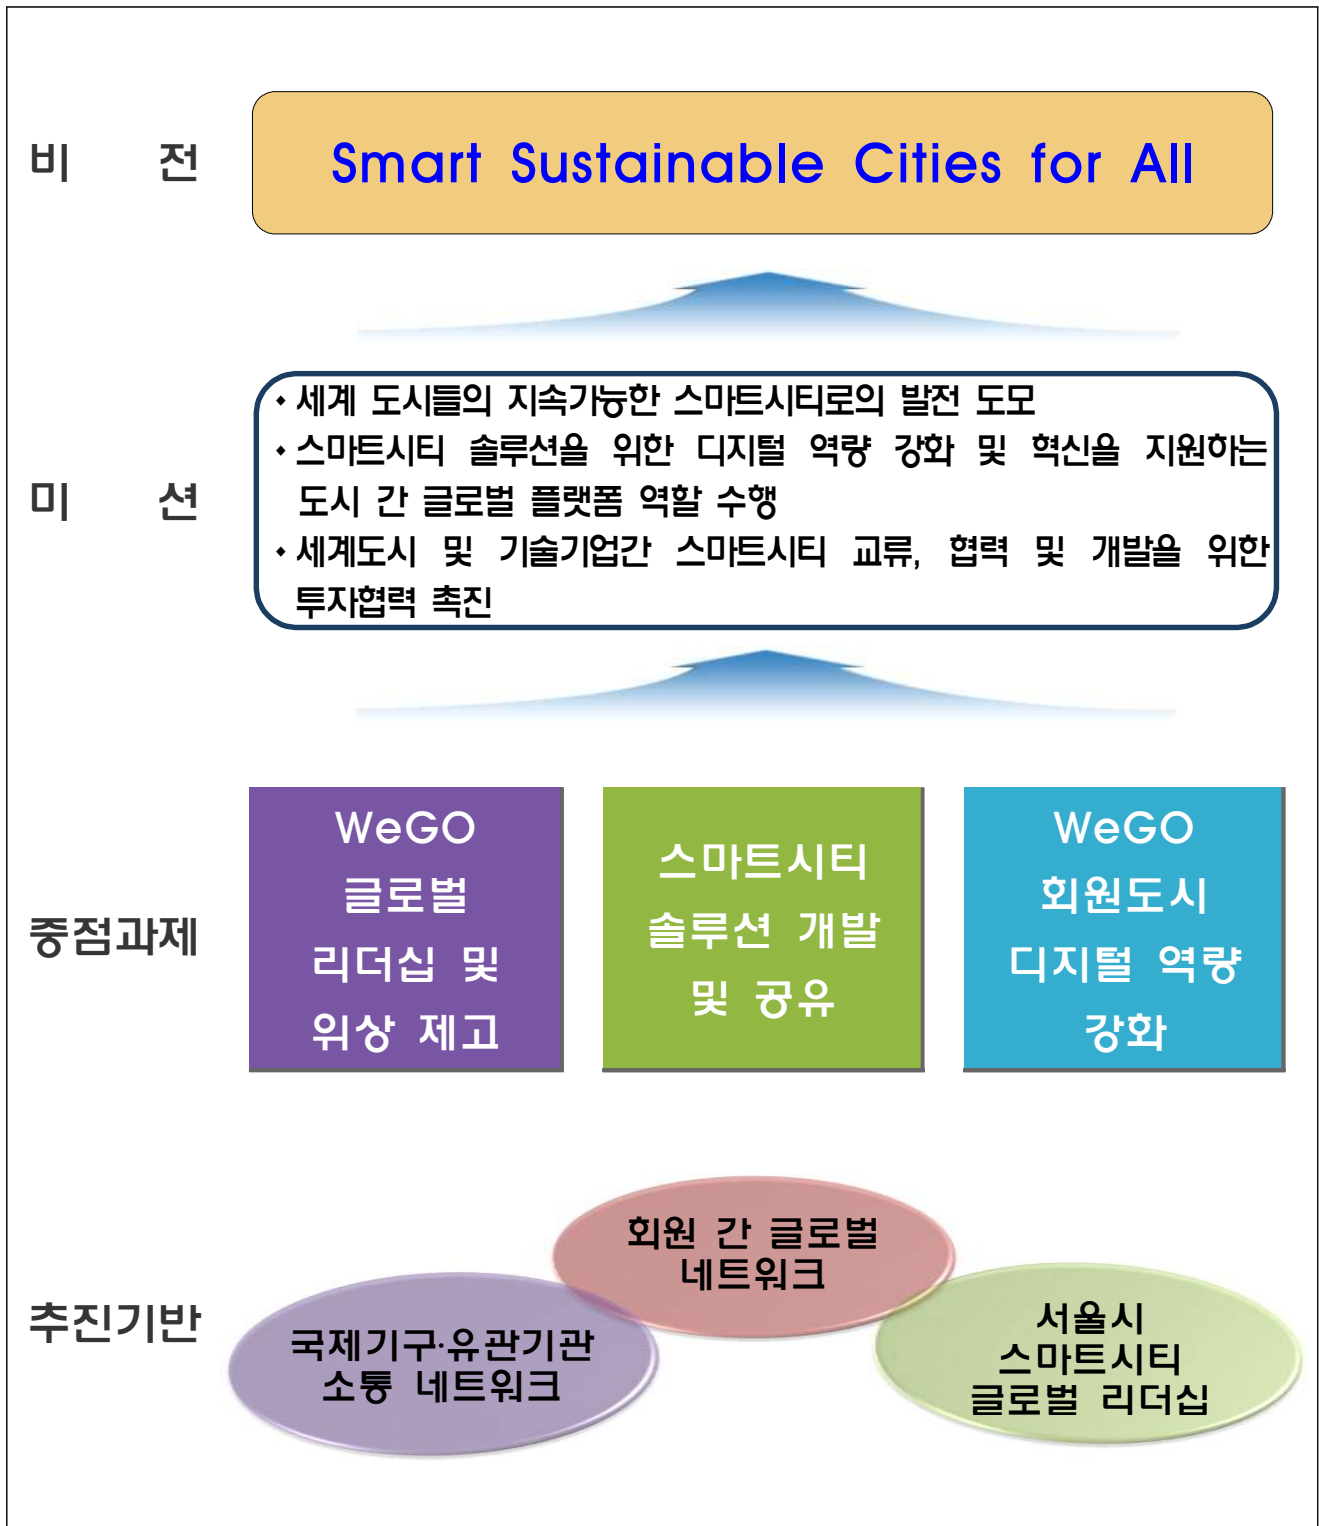 비 전
Smart Sustainable Cities for All
미 션
세계 도시들의 지속가능한 스마트시티로의 발전 도모
스마트시티 솔루션을 위한 디지털 역량 강화 및 혁신을 지원하는
도시 간 글로벌 플랫폼 역할 수행
세계도시 및 기술기업간 스마트시티 교류, 협력 및 개발을 위한
투자협력 촉진
중점과제
WeGO
글로벌
리더십 및
위상 제고
스마트시티
솔루션 개발
및 공유
WeGO
회원도시
디지털 역량
강화
추진기반
국제기구·유관기관
소통 네트워크
회원 간 글로벌
네트워크
서울시
스마트시티
글로벌 리더십